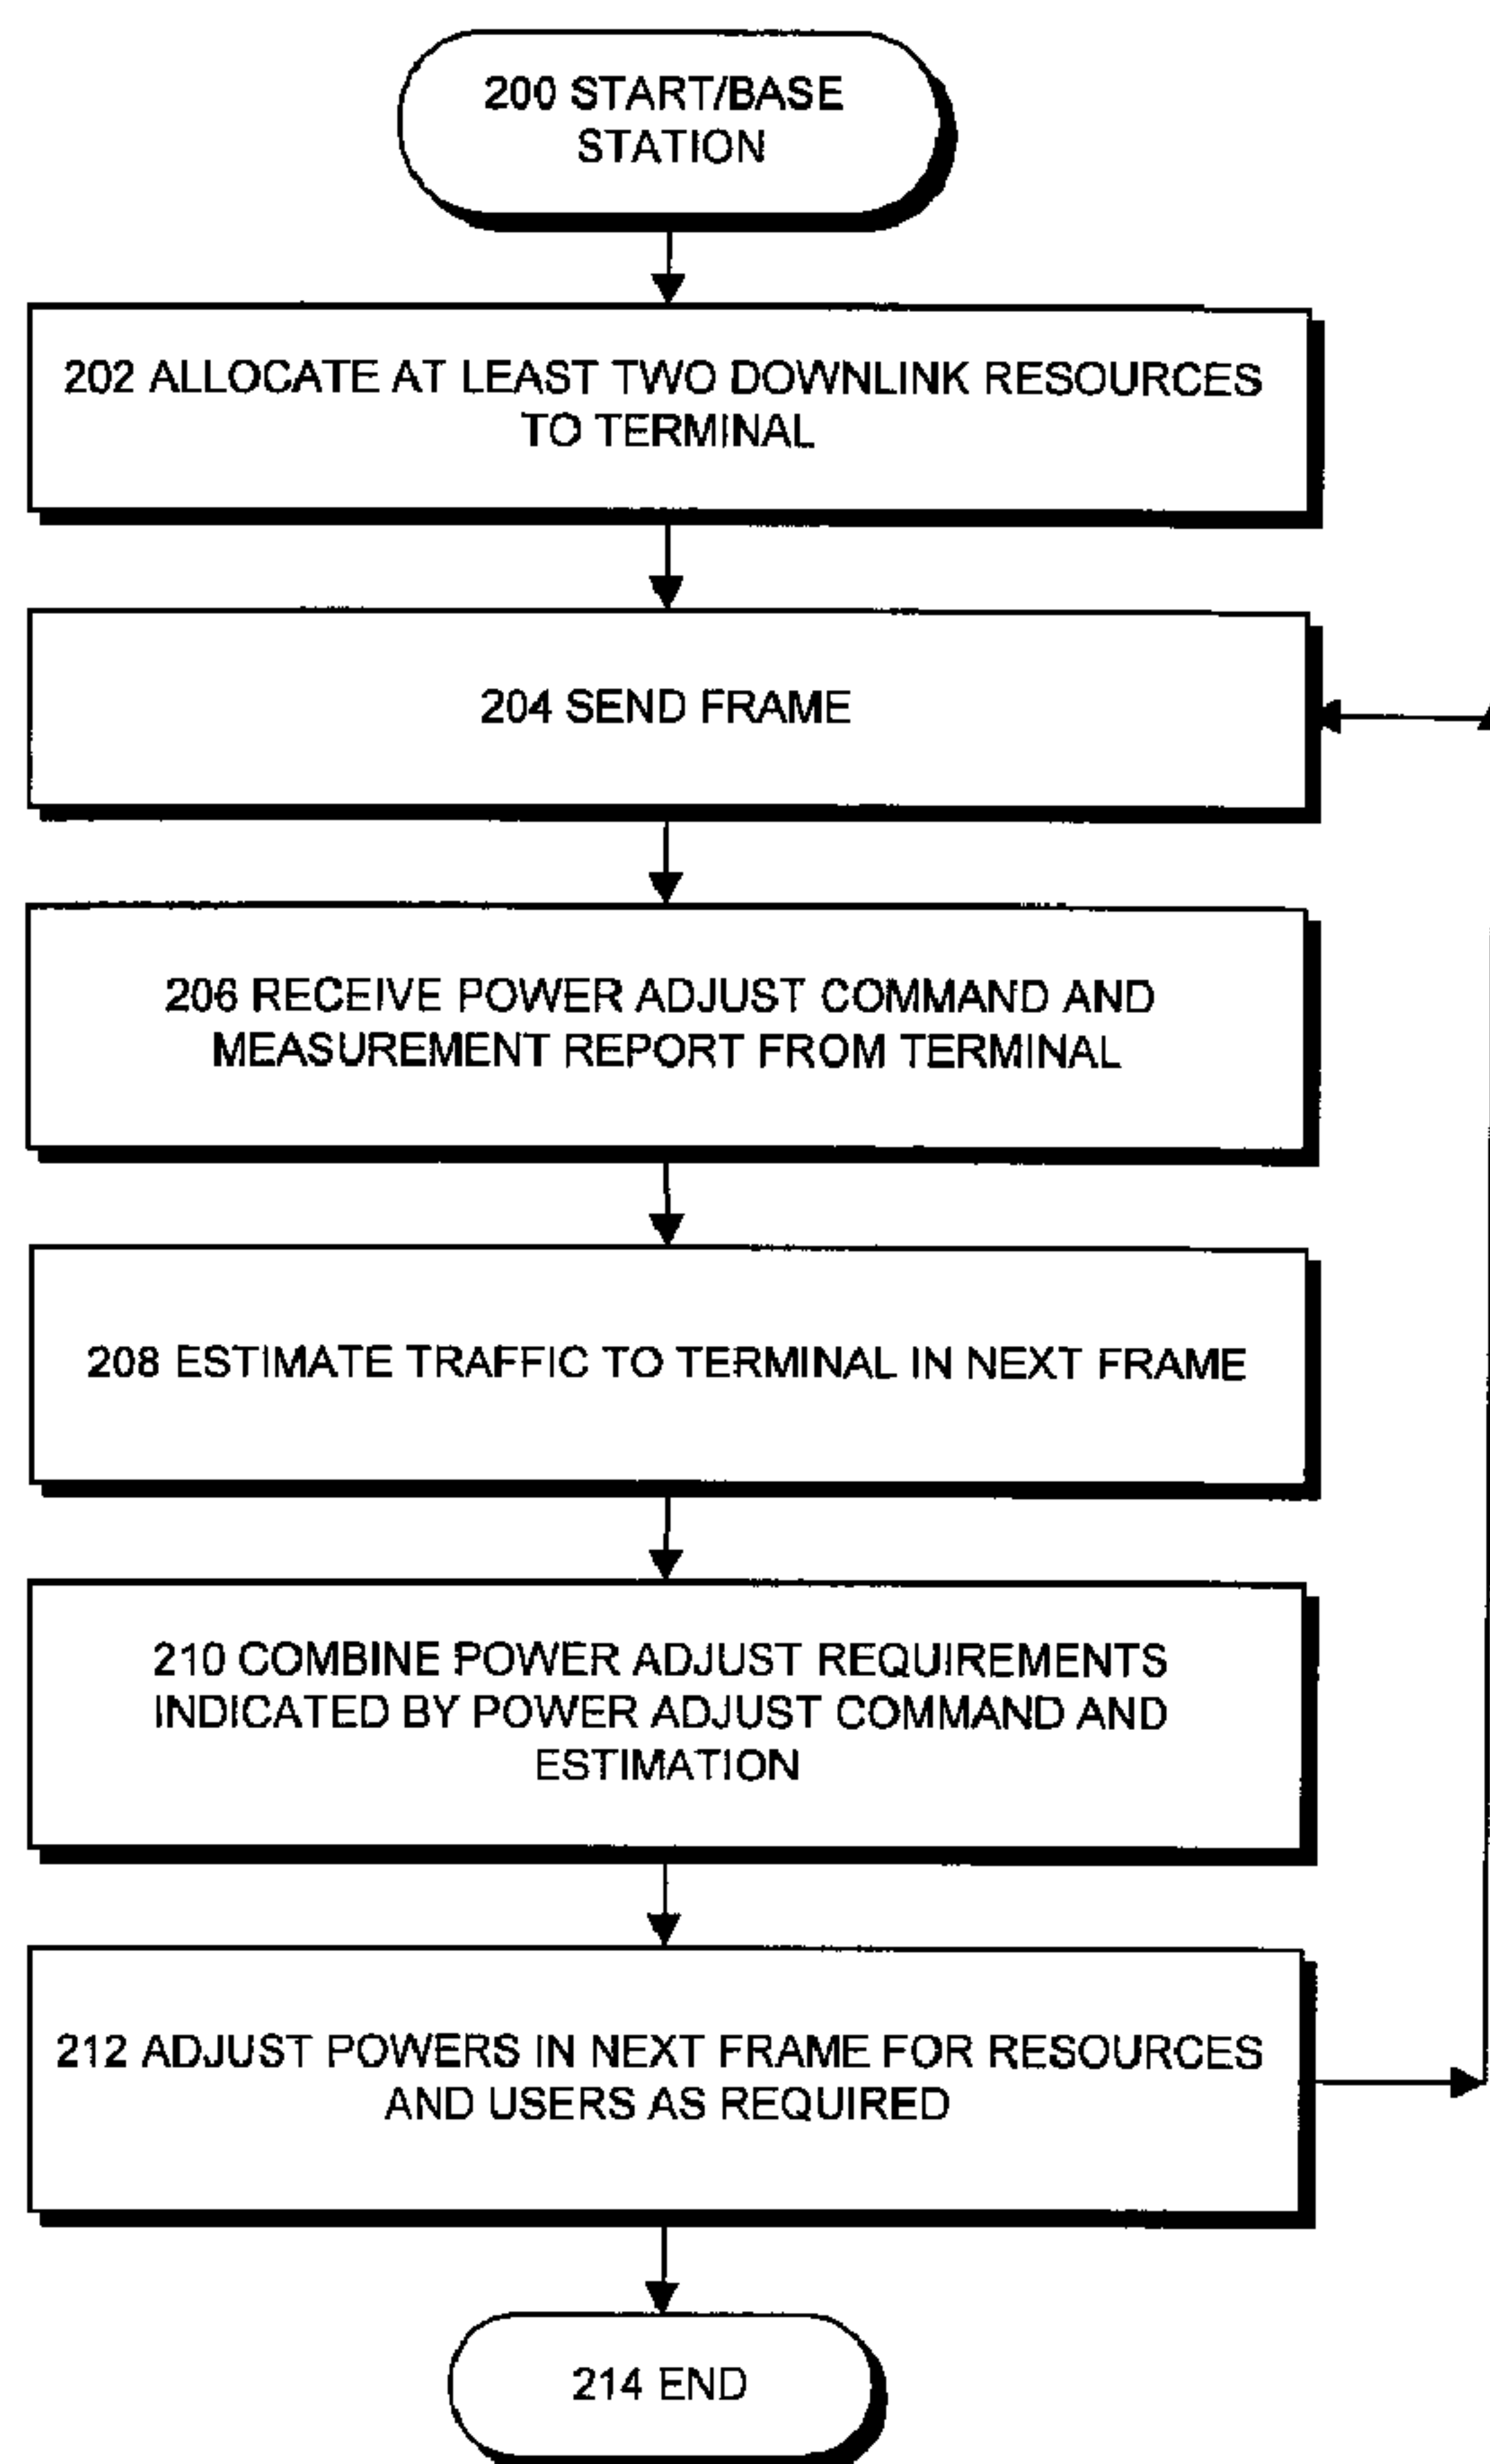 200 START/BASE
STATION
202 ALLOCATE AT LEAST TWO DOWNLINK RESOURCES
TO TERMINAL
204 SEND FRAME
206 RECEIVE POWER ADJUST COMMAND AND
MEASUREMENT REPORT FROM TERMINAL
208 ESTIMATE TRAFFIC TO TERMINAL IN NEXT FRAME
210 COMBINE POWER ADJUST REQUIREMENTS
INDICATED BY POWER ADJUST COMMAND AND
ESTIMATION
212 ADJUST POWERS IN NEXT FRAME FOR RESOURCES
AND USERS AS REQUIRED
214 END